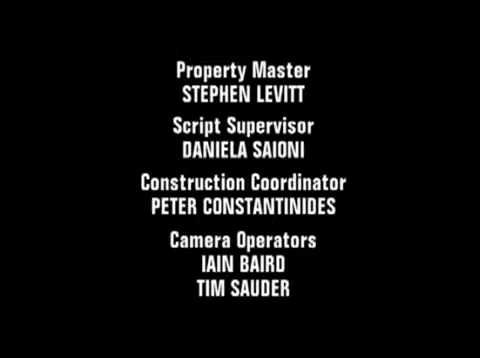 Property Master
STEPHEN LEVITT
Script Supervisor
DANIELA SAIONI
Construction Coordinator
PETER CONSTANTINIDES
Camera Operators
IAIN BAIRD
TIM SAUDER